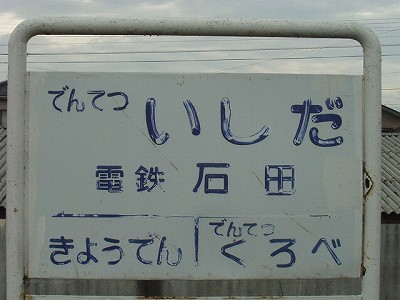 でんてつ いしだ
電鉄 石田
きようでん でんてつ くろべ